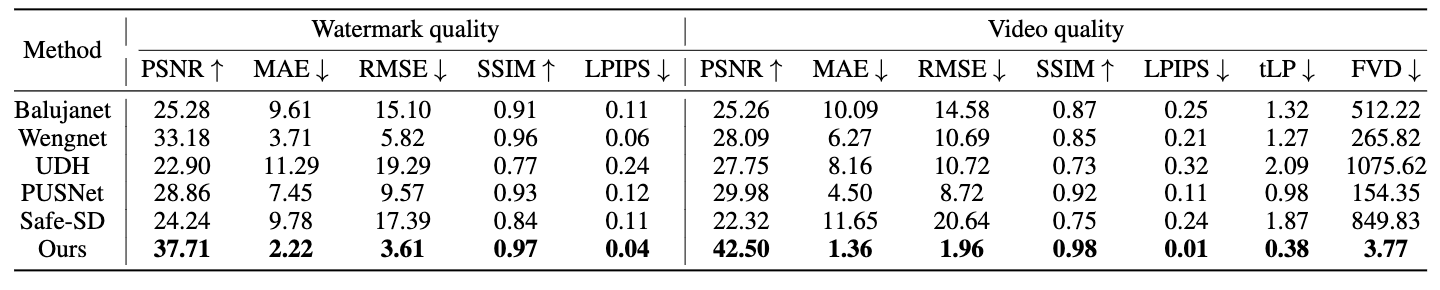 Method Watermark quality Video quality
PSNR ↑ MAE ↓ RMSE ↓ SSIM ↑ LPIPS ↓ PSNR ↑ MAE ↓ RMSE ↓ SSIM ↑ LPIPS ↓ tLP ↓ FVD ↓
Balujanet 25.28 9.61 15.10 0.91 0.11 25.26 10.09 14.58 0.87 0.25 1.32 512.22
Wengnet 33.18 3.71 5.82 0.96 0.06 28.09 6.27 10.69 0.85 0.21 1.27 265.82
UDH 22.90 11.29 19.29 0.77 0.24 27.75 8.16 10.72 0.73 0.32 2.09 1075.62
PUSNet 28.86 7.45 9.57 0.93 0.12 29.98 4.50 8.72 0.92 0.11 0.98 154.35
Safe-SD 24.24 9.78 17.39 0.84 0.11 22.32 11.65 20.64 0.75 0.24 1.87 849.83
Ours 37.71 2.22 3.61 0.97 0.04 42.50 1.36 1.96 0.98 0.01 0.38 3.77